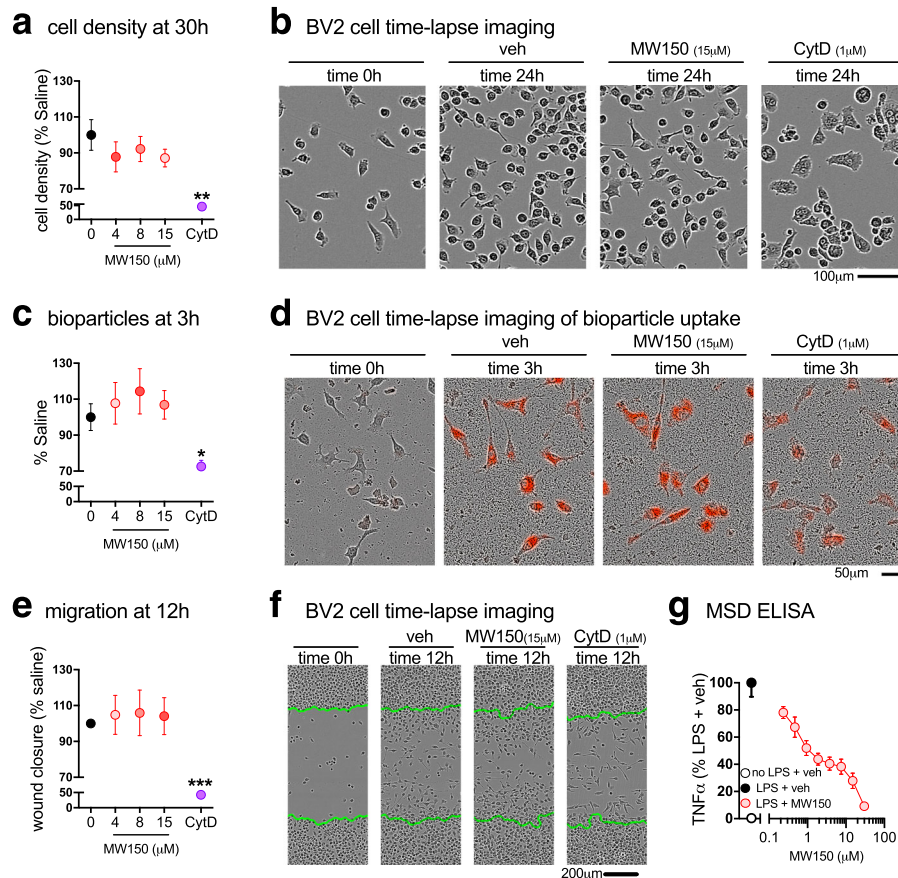 a cell density at 30h
cell density (% Saline)
130
110
90
70
50
0
**
0 4 8 15 CytD
MW150 (μM)
b BV2 cell time-lapse imaging
veh MW150 (15μM) CytD (1μM)
time 0h time 24h time 24h time 24h
100μm
c bioparticles at 3h
% Saline
130
110
90
70
50
0
*
0 4 8 15 CytD
MW150 (μM)
d BV2 cell time-lapse imaging of bioparticle uptake
veh MW150 (15μM) CytD (1μM)
time 0h time 3h time 3h time 3h
50μm
e migration at 12h
wound closure (% saline)
130
110
90
70
50
0
***
0 4 8 15 CytD
MW150 (μM)
f BV2 cell time-lapse imaging
veh MW150(15μM) CytD (1μM)
time 0h time 12h time 12h time 12h
200μm
g MSD ELISA
TNFα (% LPS + veh)
100
80
60
40
20
0
no LPS + veh
LPS + veh
LPS + MW150
0.1 1 10 100
MW150 (μM)